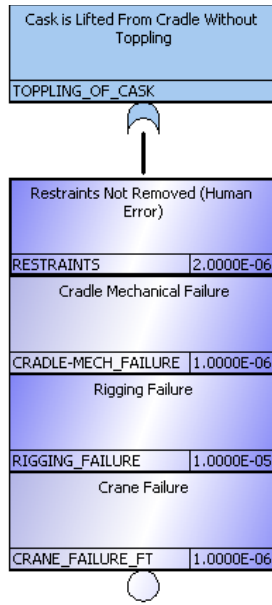 Cask is Lifted From Cradle Without
Toppling
TOPPLING_OF_CASK
Restraints Not Removed (Human
Error)
RESTRAINTS 2.0000E-06
Cradle Mechanical Failure
CRADLE-MECH_FAILURE 1.0000E-06
Rigging Failure
RIGGING_FAILURE 1.0000E-05
Crane Failure
CRANE_FAILURE_FT 1.0000E-06